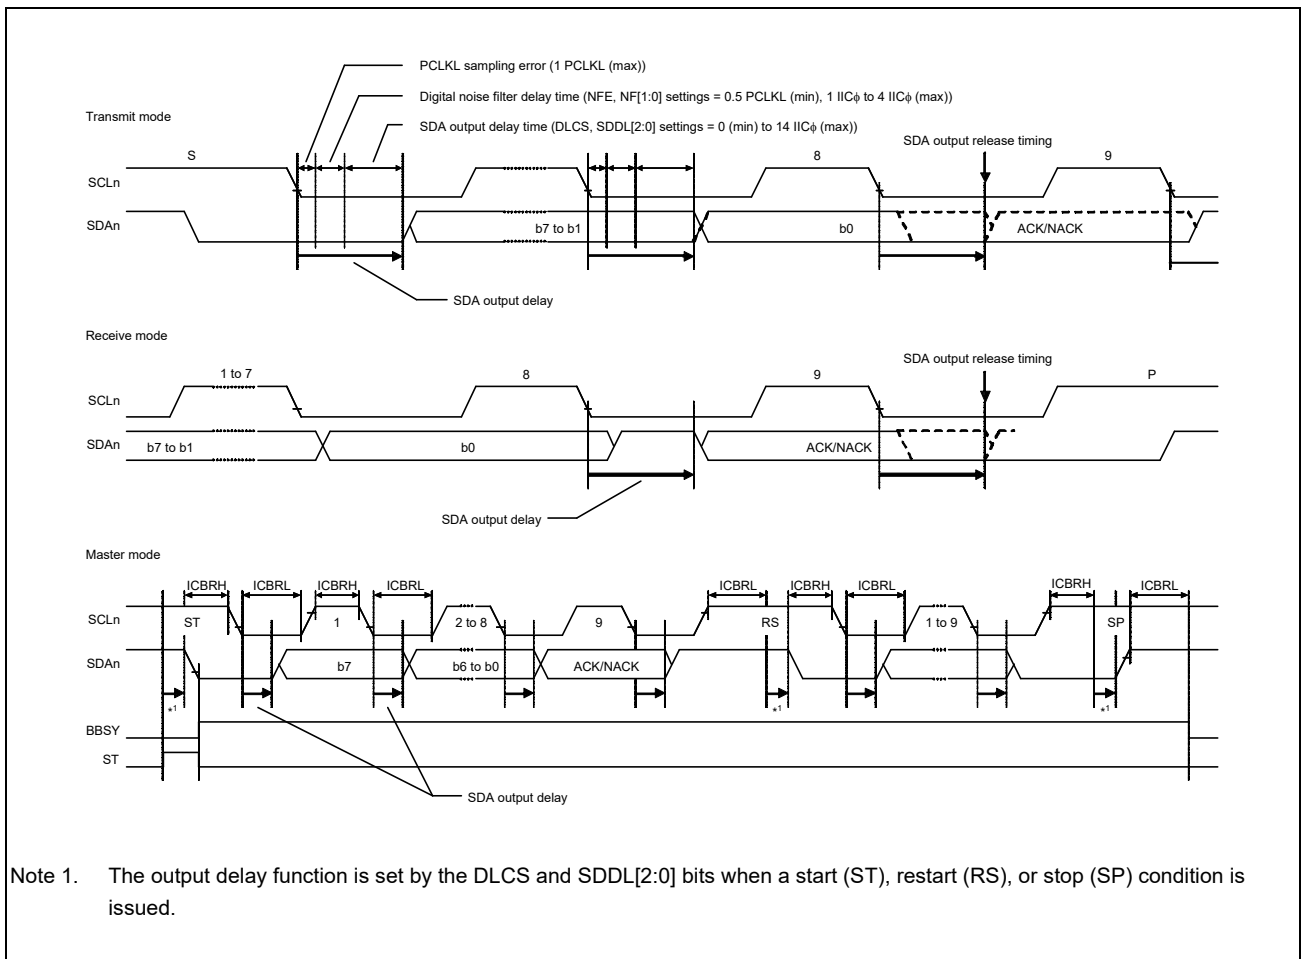 PCLKL sampling error (1 PCLKL (max))
Digital noise filter delay time (NFE, NF[1:0] settings = 0.5 PCLKL (min), 1 IICϕ to 4 IICϕ (max))
Transmit mode
SDA output delay time (DLCS, SDDL[2:0] settings = 0 (min) to 14 IICϕ (max))
SDA output release timing
S 8 9
SCLn
SDAn b7 to b1 b0 ACK/NACK
SDA output delay
Receive mode
SDA output release timing
1 to 7 8 9 P
SCLn
SDAn b7 to b1 b0 ACK/NACK
SDA output delay
Master mode
ICBRH ICBRL ICBRH ICBRL ICBRL ICBRH ICBRL ICBRH ICBRL
SCLn ST 1 2 to 8 9 RS 1 to 9 SP
SDAn b7 b6 to b0 ACK/NACK
*1 *1 *1
BBSY
ST
SDA output delay
Note 1. The output delay function is set by the DLCS and SDDL[2:0] bits when a start (ST), restart (RS), or stop (SP) condition is
issued.